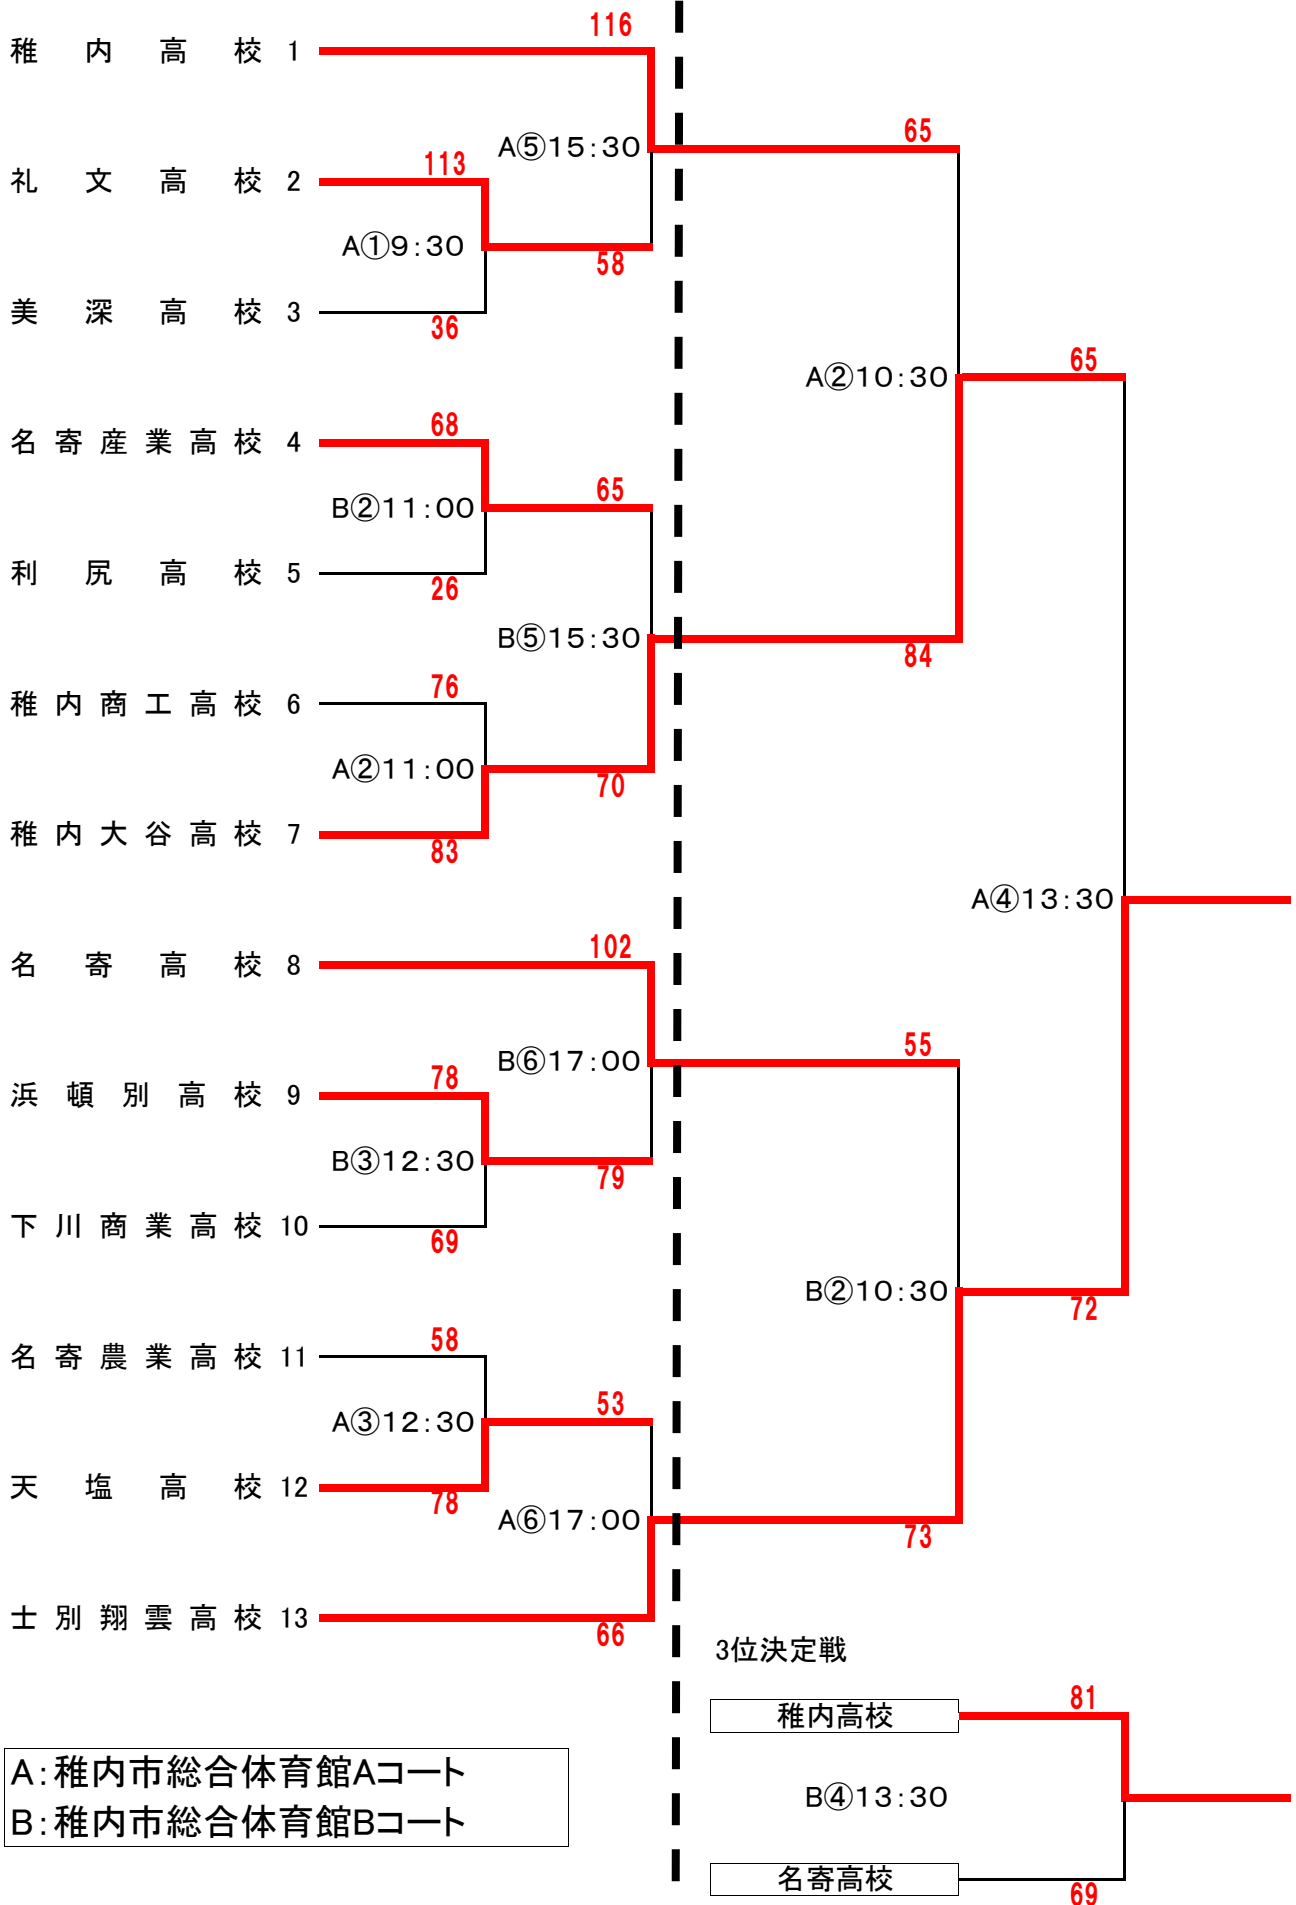 116
稚内高校 1
65
A⑤15:30
113
礼文高校 2
A①9:30
58
美深高校 3
36
65
A②10:30
名寄産業高校 4
68
65
B②11:00
利尻高校 5
26
B⑤15:30
84
76
稚内商工高校 6
A②11:00
70
稚内大谷高校 7
83
A④13:30
102
名寄高校 8
55
B⑥17:00
78
浜頓別高校 9
B③12:30
79
下川商業高校 10
69
B②10:30
72
58
名寄農業高校 11
53
A③12:30
天塩高校 12
78
A⑥17:00
73
士別翔雲高校 13
66
3位決定戦
81
稚内高校
B④13:30
名寄高校
69
A:稚内市総合体育館Aコート
B:稚内市総合体育館Bコート